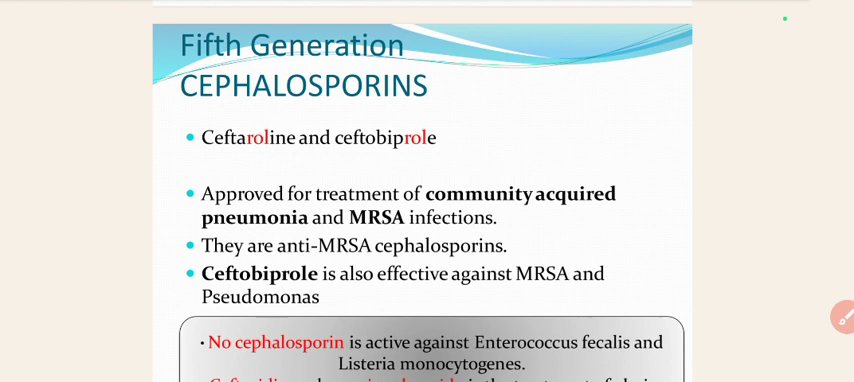 Fifth Generation
CEPHALOSPORINS
Ceftaroline and ceftobiprole
Approved for treatment of community acquired
pneumonia and MRSA infections.
They are anti-MRSA cephalosporins.
Ceftobiprole is also effective against MRSA and
Pseudomonas
• No cephalosporin is active against Enterococcus fecalis and
Listeria monocytogenes.